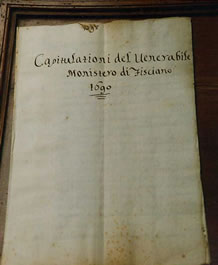 Capitulationi del Venerabile
Monistero di Fisciano
1690